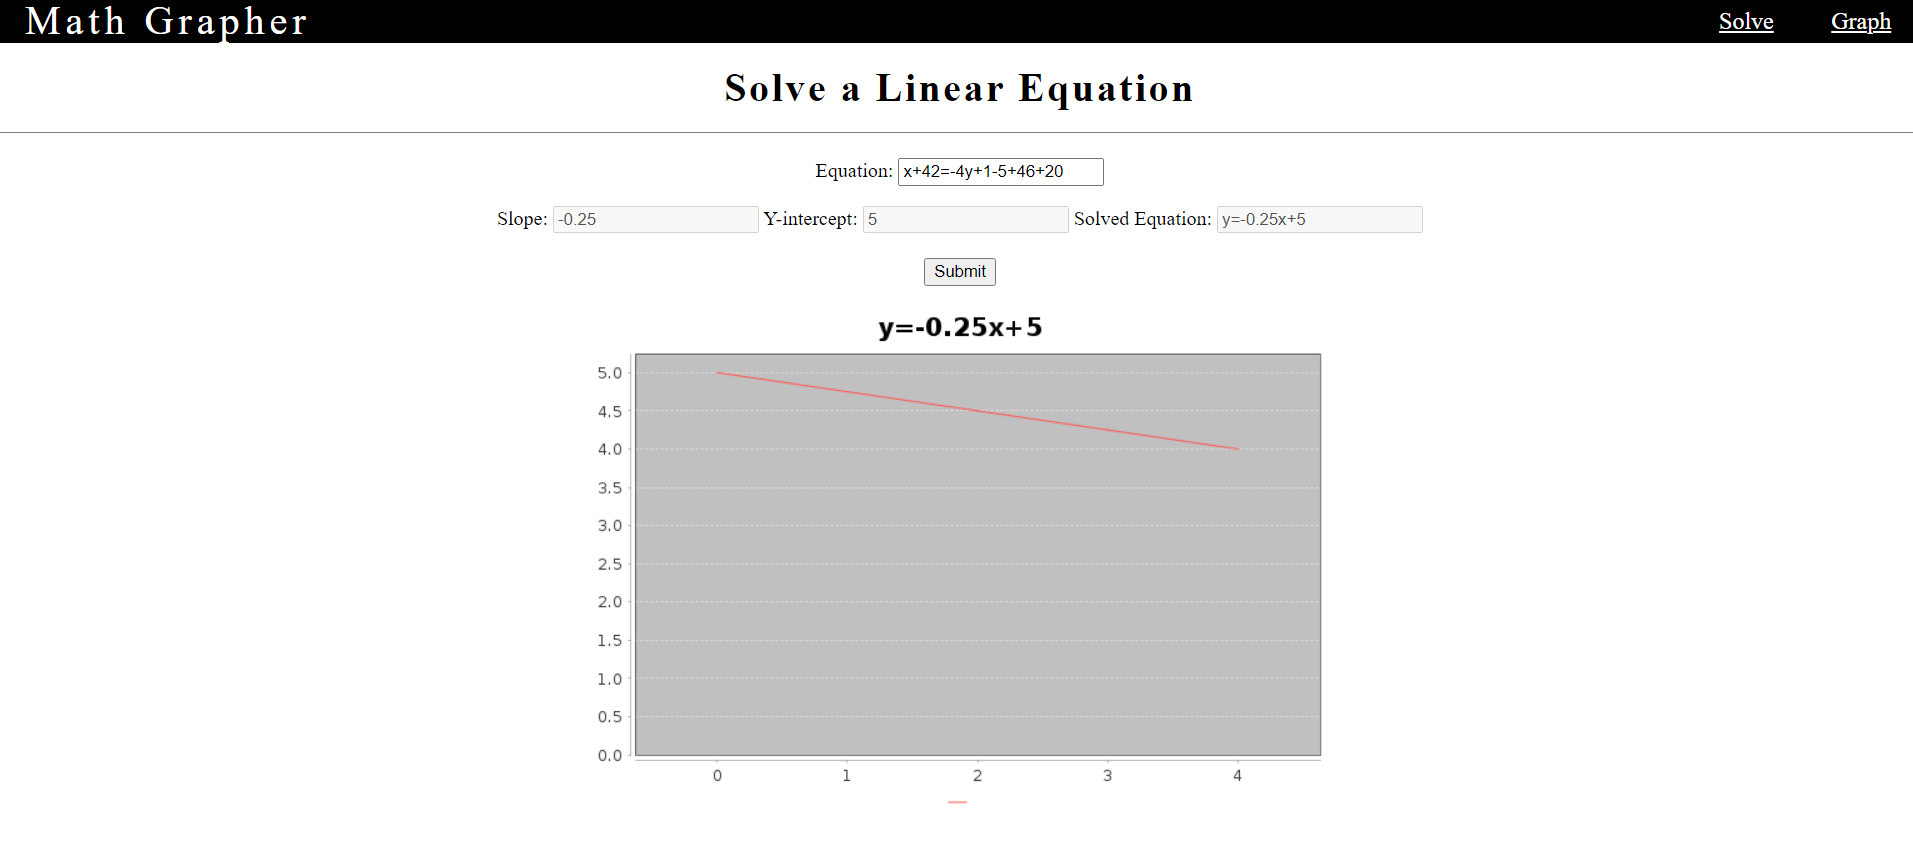 Math Grapher
Solve Graph
Solve a Linear Equation
Equation: x+42=-4y+1-5+46+20
Slope: -0.25 Y-intercept: 5 Solved Equation: y=-0.25x+5
Submit
y=-0.25x+5
5.0
4.5
4.0
3.5
3.0
2.5
2.0
1.5
1.0
0.5
0.0
0 1 2 3 4